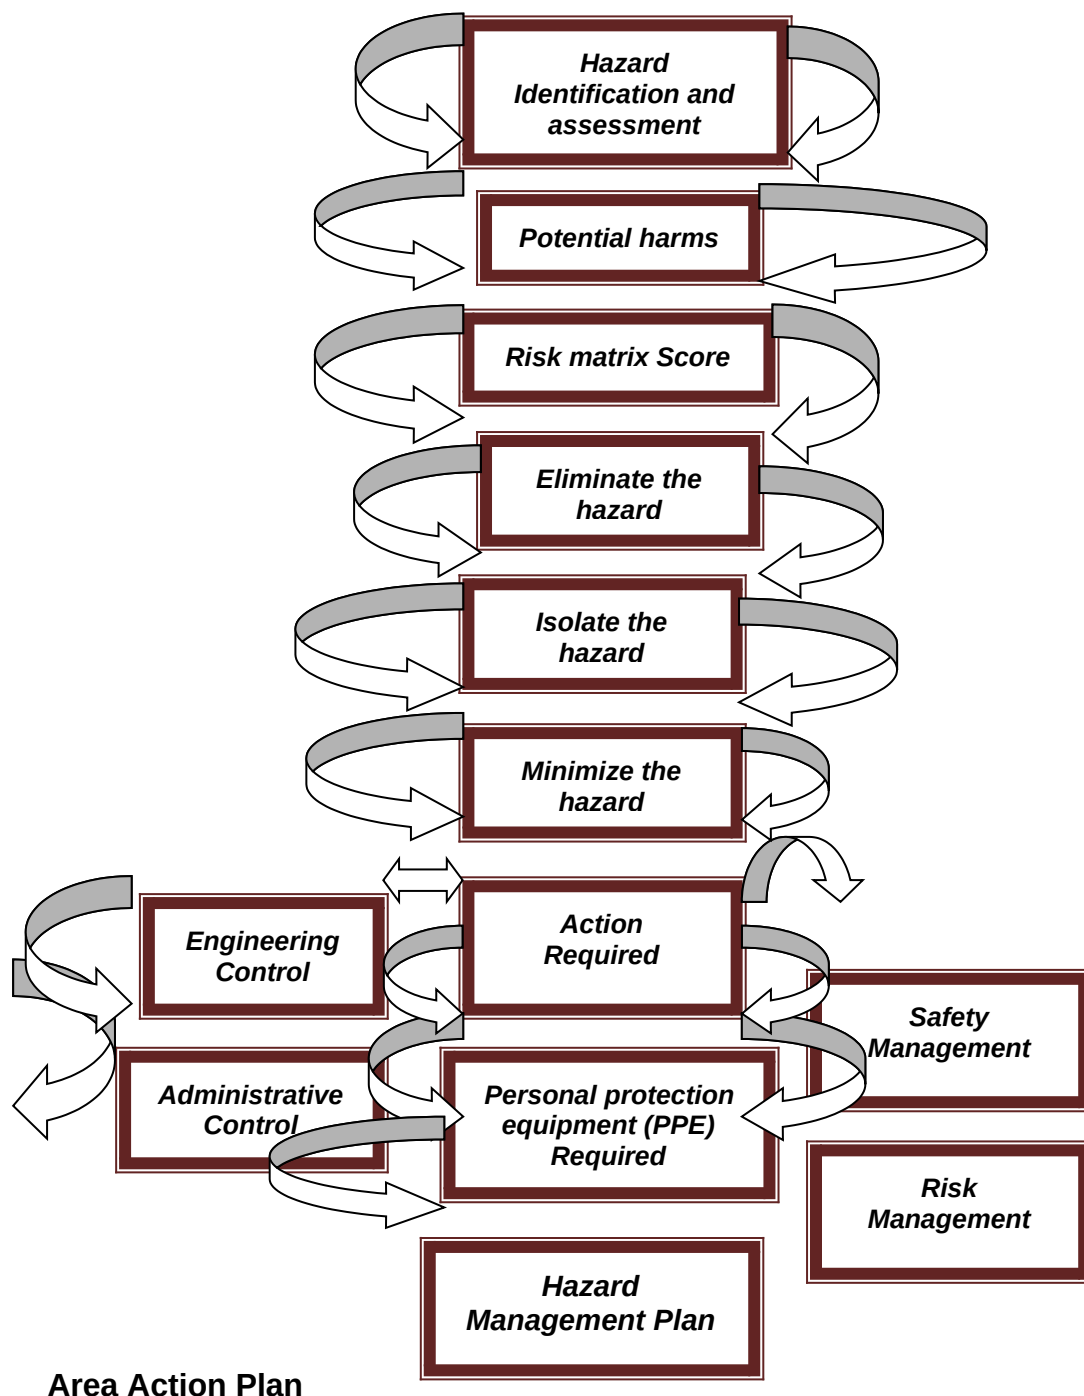 Hazard
Identification and
assessment
Potential harms
Risk matrix Score
Eliminate the
hazard
Isolate the
hazard
Minimize the
hazard
Action
Required
Engineering
Control
Safety
Management
Administrative
Control
Personal protection
equipment (PPE)
Required
Risk
Management
Hazard
Management Plan
Area Action Plan